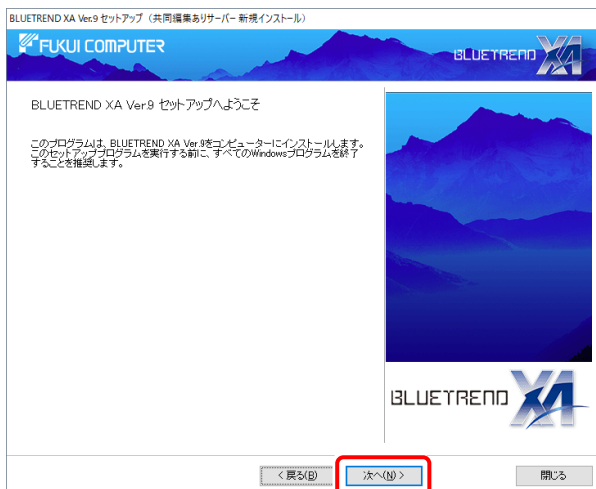 BLUETREND XA Ver.9 セットアップ（共同編集ありサーバー 新規インストール）
FUKUI COMPUTER
BLUETREND XA
BLUETREND XA Ver.9 セットアップへようこそ
このプログラムは、BLUETREND XA Ver.9をコンピューターにインストールします。
このセットアッププログラムを実行する前に、すべてのWindowsプログラムを終了
することを推奨します。
BLUETREND XA
< 戻る(B)
次へ(N) >
閉じる